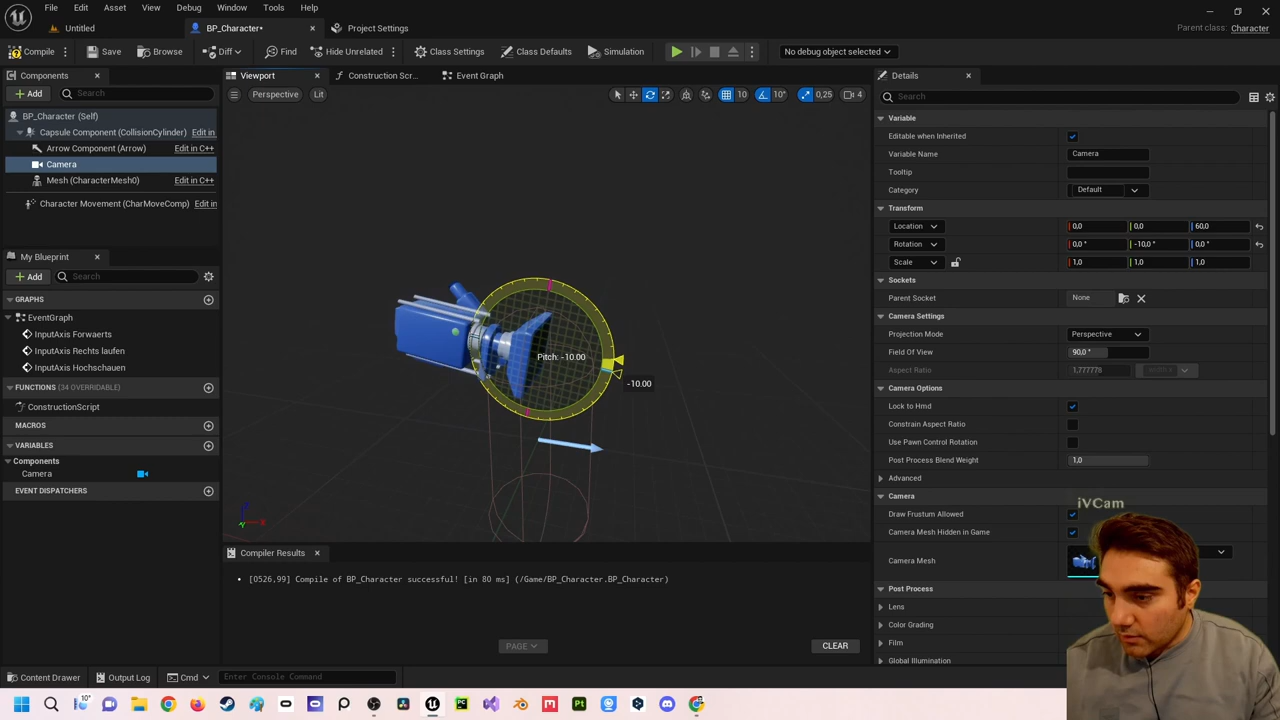 File Edit Asset View Debug Window Tools Help
Untitled
BP_Character•
Project Settings
Parent class: Character
Compile
Save
Browse
Diff
Find
Hide Unrelated
Class Settings
Class Defaults
Simulation
No debug object selected
Components
Add
Search
BP_Character (Self)
Capsule Component (CollisionCylinder) Edit in
Arrow Component (Arrow) Edit in C++
Camera
Mesh (CharacterMesh0) Edit in C++
Character Movement (CharMoveComp) Edit in
My Blueprint
Add
Search
GRAPHS
EventGraph
InputAxis Forwaerts
InputAxis Rechts laufen
InputAxis Hochschauen
FUNCTIONS (34 OVERRIDABLE)
ConstructionScript
MACROS
VARIABLES
Components
Camera
EVENT DISPATCHERS
Viewport
Construction Scr...
Event Graph
Perspective
Lit
10
10°
0,25
4
Pitch: -10.00
-10.00
Compiler Results
[0526,99] Compile of BP_Character successful! [in 80 ms] (/Game/BP_Character.BP_Character)
PAGE
CLEAR
Details
Search
Variable
Editable when Inherited
Variable Name Camera
Tooltip
Category Default
Transform
Location 0,0 0,0 60,0
Rotation 0,0 ° -10,0 ° 0,0 °
Scale 1,0 1,0 1,0
Sockets
Parent Socket None
Camera Settings
Projection Mode Perspective
Field Of View 90,0 °
Aspect Ratio 1,777778
Camera Options
Lock to Hmd
Constrain Aspect Ratio
Use Pawn Control Rotation
Post Process Blend Weight 1,0
Advanced
Camera
iVCam
Draw Frustum Allowed
Camera Mesh Hidden in Game
Camera Mesh
Post Process
Lens
Color Grading
Film
Global Illumination
Content Drawer
Output Log
Cmd
Enter Console Command
10°